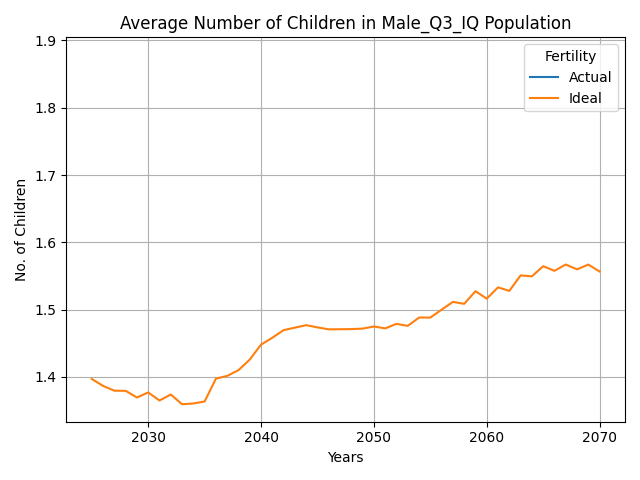 Average Number of Children in Male_Q3_IQ Population
No. of Children
1.9
1.8
1.7
1.6
1.5
1.4
Fertility
Actual
Ideal
2030 2040 2050 2060 2070
Years